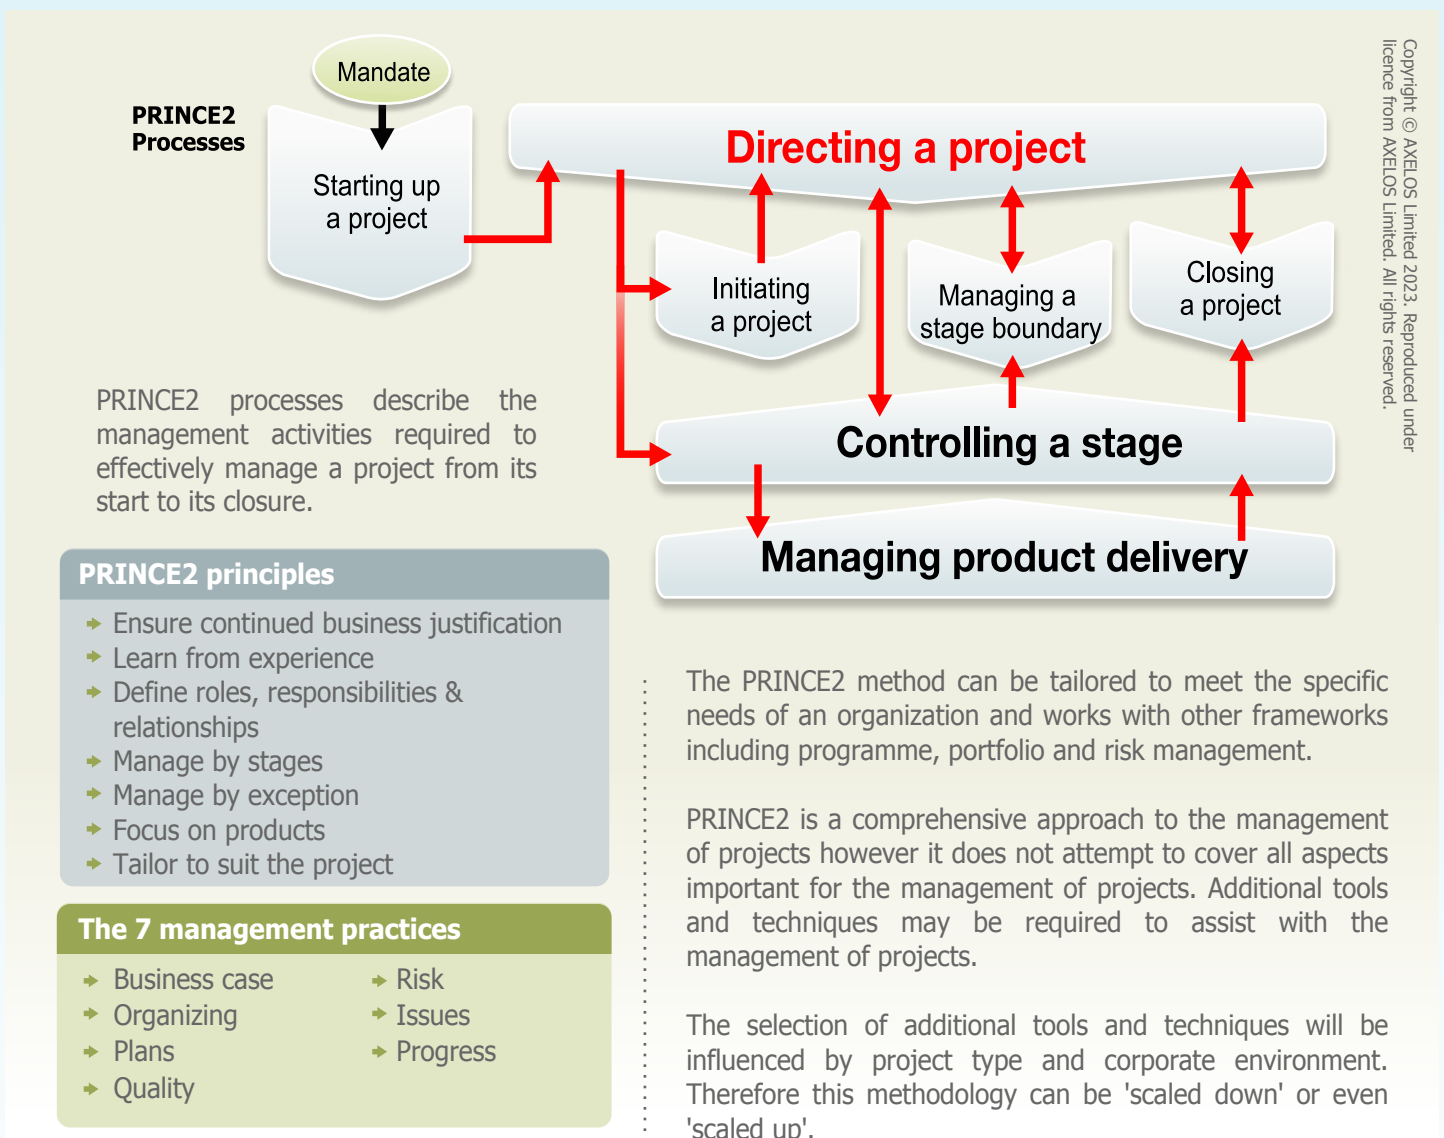 Mandate
PRINCE2
Processes
Starting up
a project
Directing a project
Initiating
a project
Managing a
stage boundary
Closing
a project
Controlling a stage
Managing product delivery
Copyright © AXELOS Limited 2023. Reproduced under
licence from AXELOS Limited. All rights reserved.
PRINCE2 processes describe the
management activities required to
effectively manage a project from its
start to its closure.
PRINCE2 principles
Ensure continued business justification
Learn from experience
Define roles, responsibilities &
relationships
Manage by stages
Manage by exception
Focus on products
Tailor to suit the project
The 7 management practices
Business case
Organizing
Plans
Quality
Risk
Issues
Progress
The PRINCE2 method can be tailored to meet the specific
needs of an organization and works with other frameworks
including programme, portfolio and risk management.
PRINCE2 is a comprehensive approach to the management
of projects however it does not attempt to cover all aspects
important for the management of projects. Additional tools
and techniques may be required to assist with the
management of projects.
The selection of additional tools and techniques will be
influenced by project type and corporate environment.
Therefore this methodology can be 'scaled down' or even
'scaled up'.